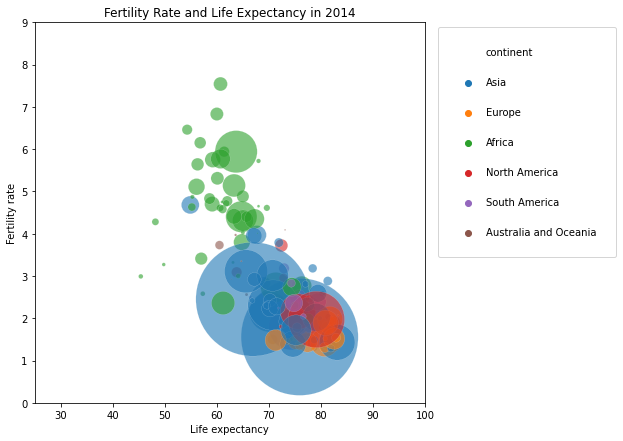 Fertility Rate and Life Expectancy in 2014
9
8
7
6
5
4
3
2
1
0
Fertility rate
30 40 50 60 70 80 90 100
Life expectancy
continent
Asia
Europe
Africa
North America
South America
Australia and Oceania